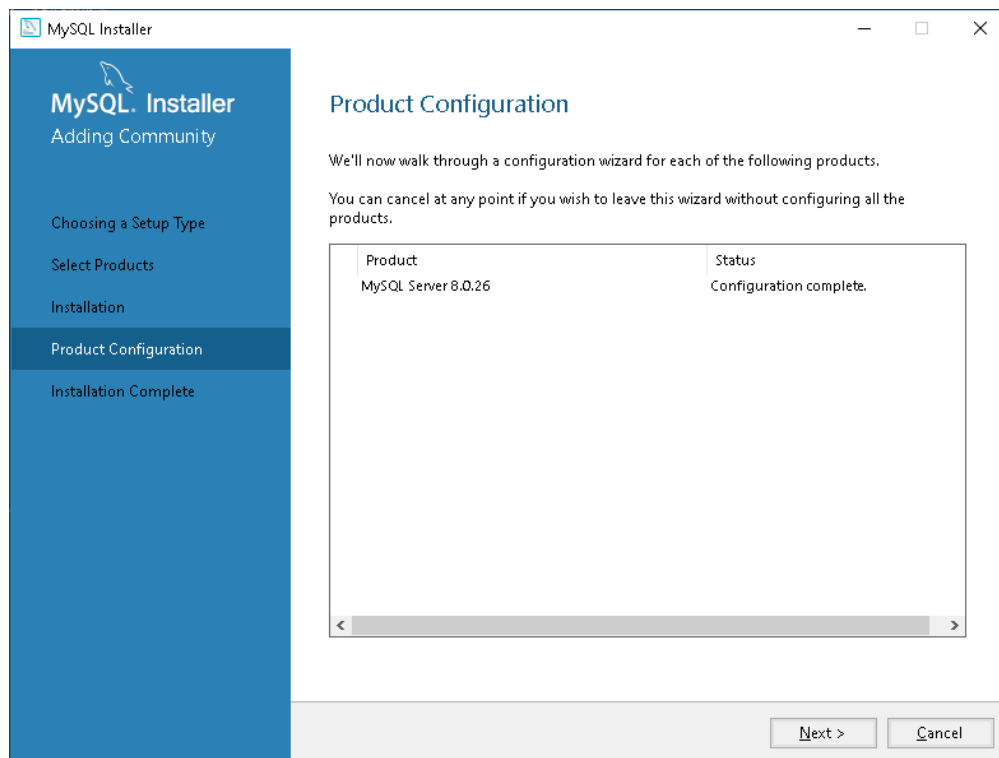 MySQL Installer
MySQL. Installer
Adding Community
Choosing a Setup Type
Select Products
Installation
Product Configuration
Installation Complete
Product Configuration
We'll now walk through a configuration wizard for each of the following products.
You can cancel at any point if you wish to leave this wizard without configuring all the
products.
Product Status
MySQL Server 8.0.26 Configuration complete.
Next > Cancel